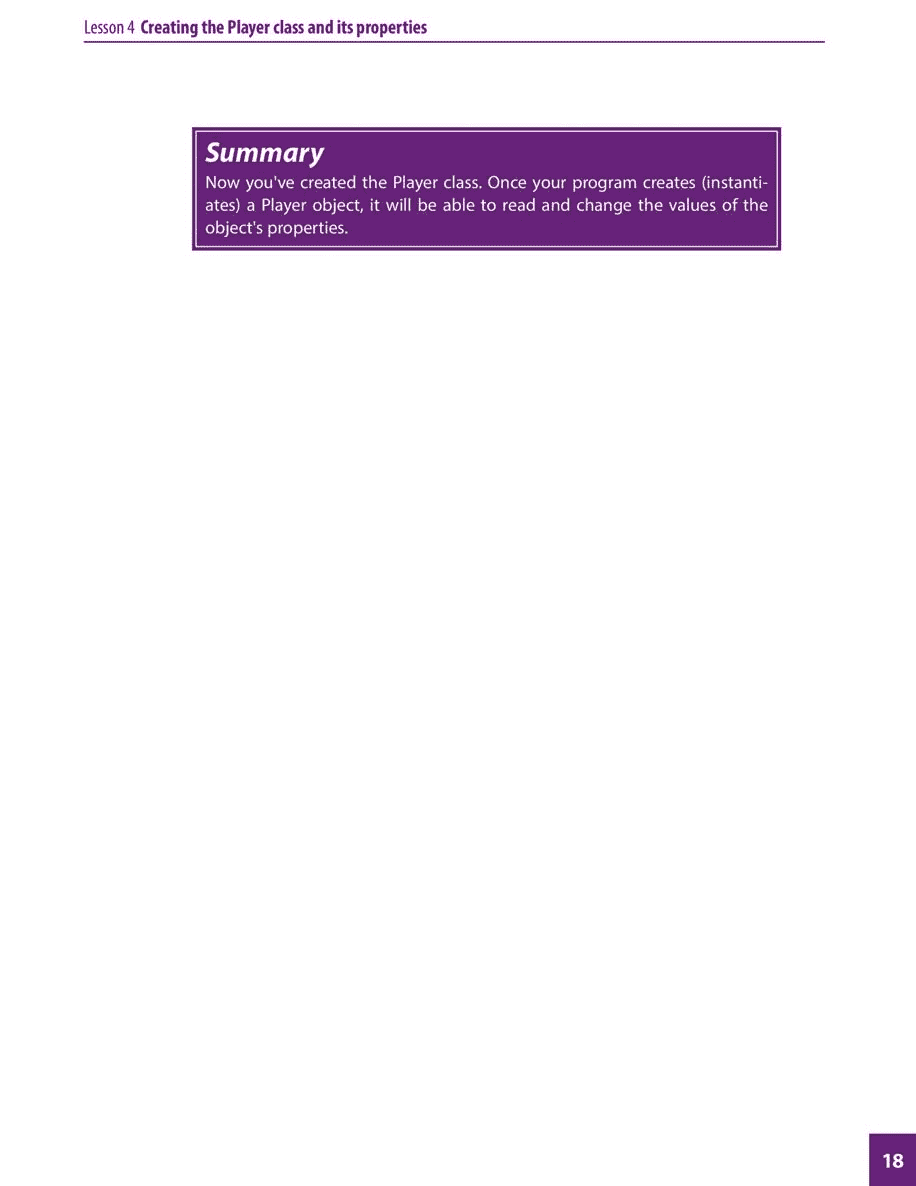 Lesson 4 Creating the Player class and its properties
Summary
Now you've created the Player class. Once your program creates (instanti-
ates) a Player object, it will be able to read and change the values of the
object's properties.
18